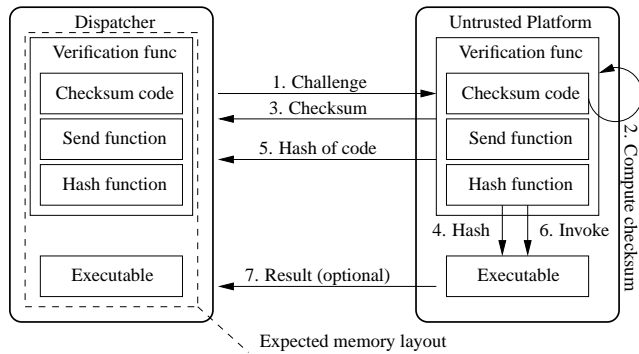 Dispatcher
Verification func
Checksum code
Send function
Hash function
Executable
1. Challenge
3. Checksum
5. Hash of code
7. Result (optional)
Untrusted Platform
Verification func
Checksum code
Send function
Hash function
2. Compute checksum
4. Hash
6. Invoke
Executable
Expected memory layout